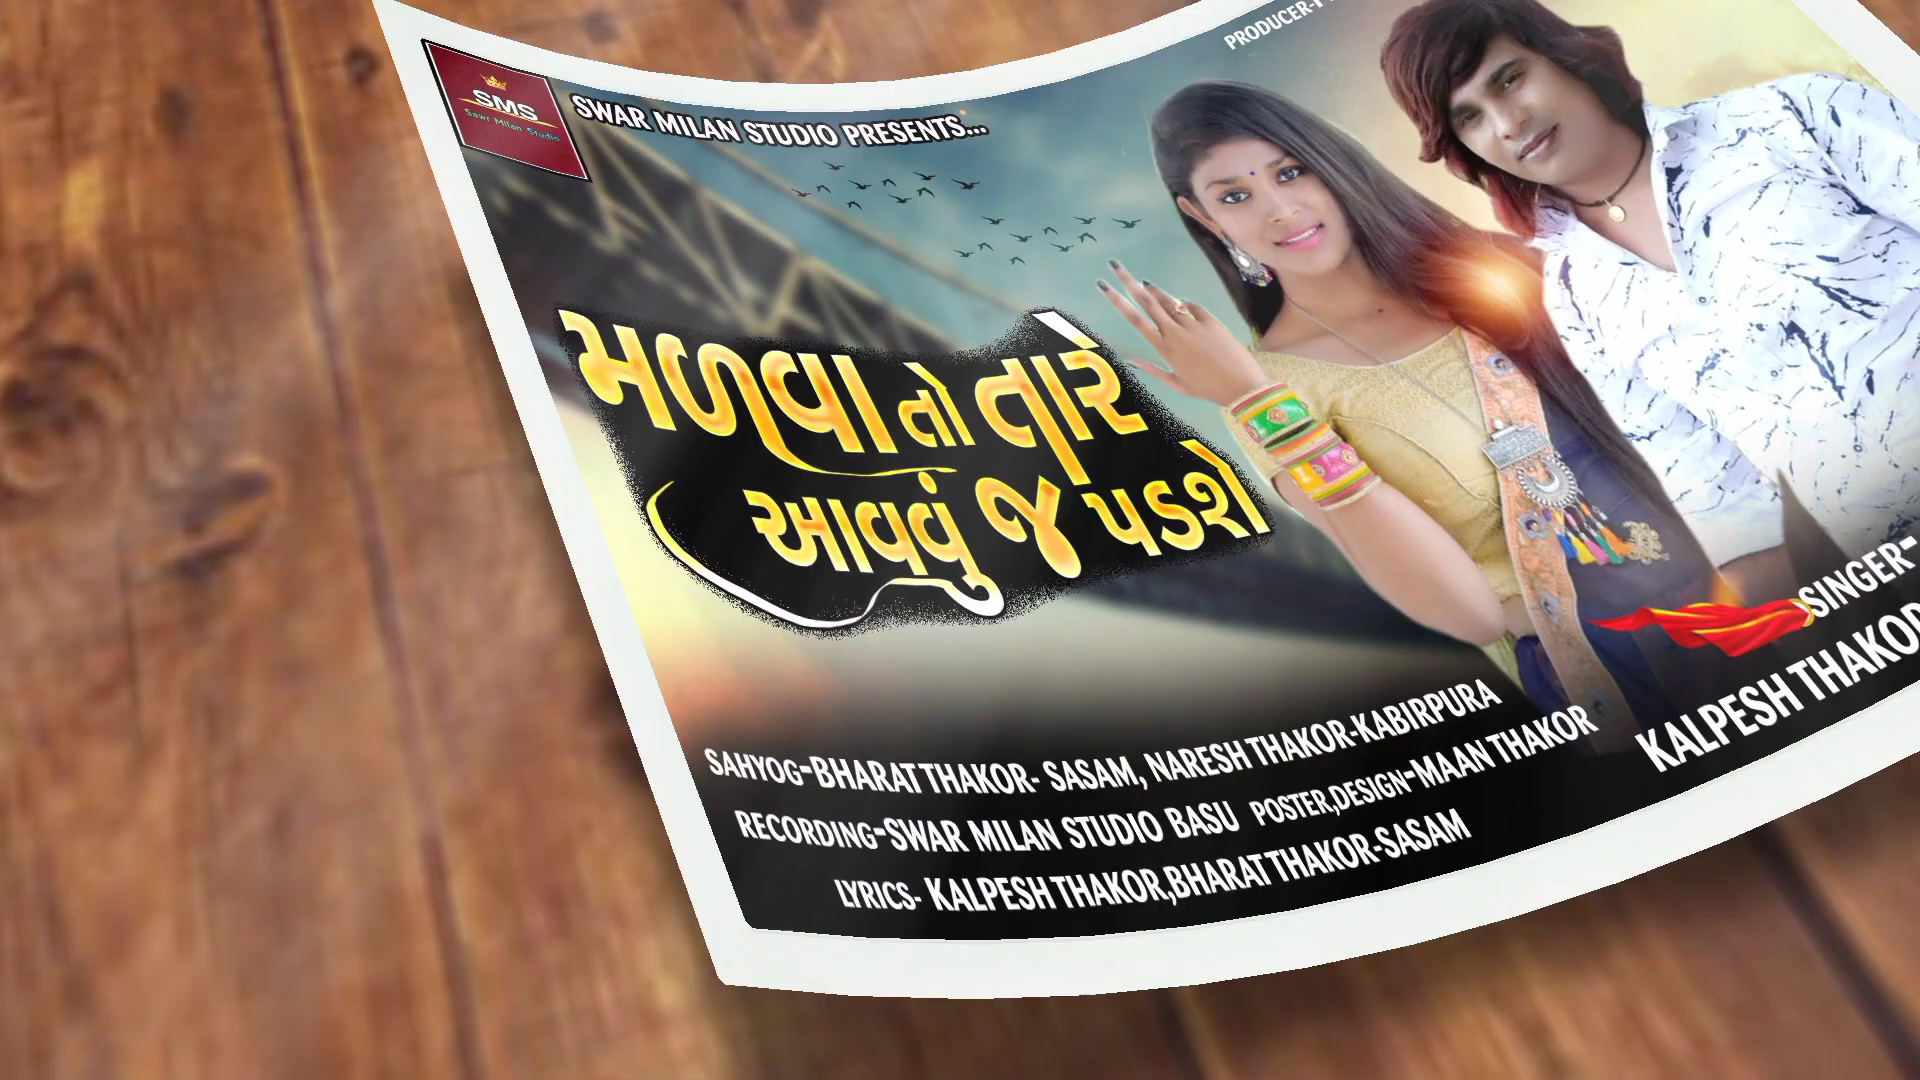 SMS
Sawr Milan Studio
SWAR MILAN STUDIO PRESENTS...
PRODUCER-
મળવા તો તારે
આવવું જ પડશે
SINGER-
KALPESH THAKOR
SAHYOG-BHARAT THAKOR- SASAM, NARESH THAKOR-KABIRPURA
RECORDING-SWAR MILAN STUDIO BASU POSTER,DESIGN-MAAN THAKOR
LYRICS- KALPESH THAKOR,BHARAT THAKOR-SASAM